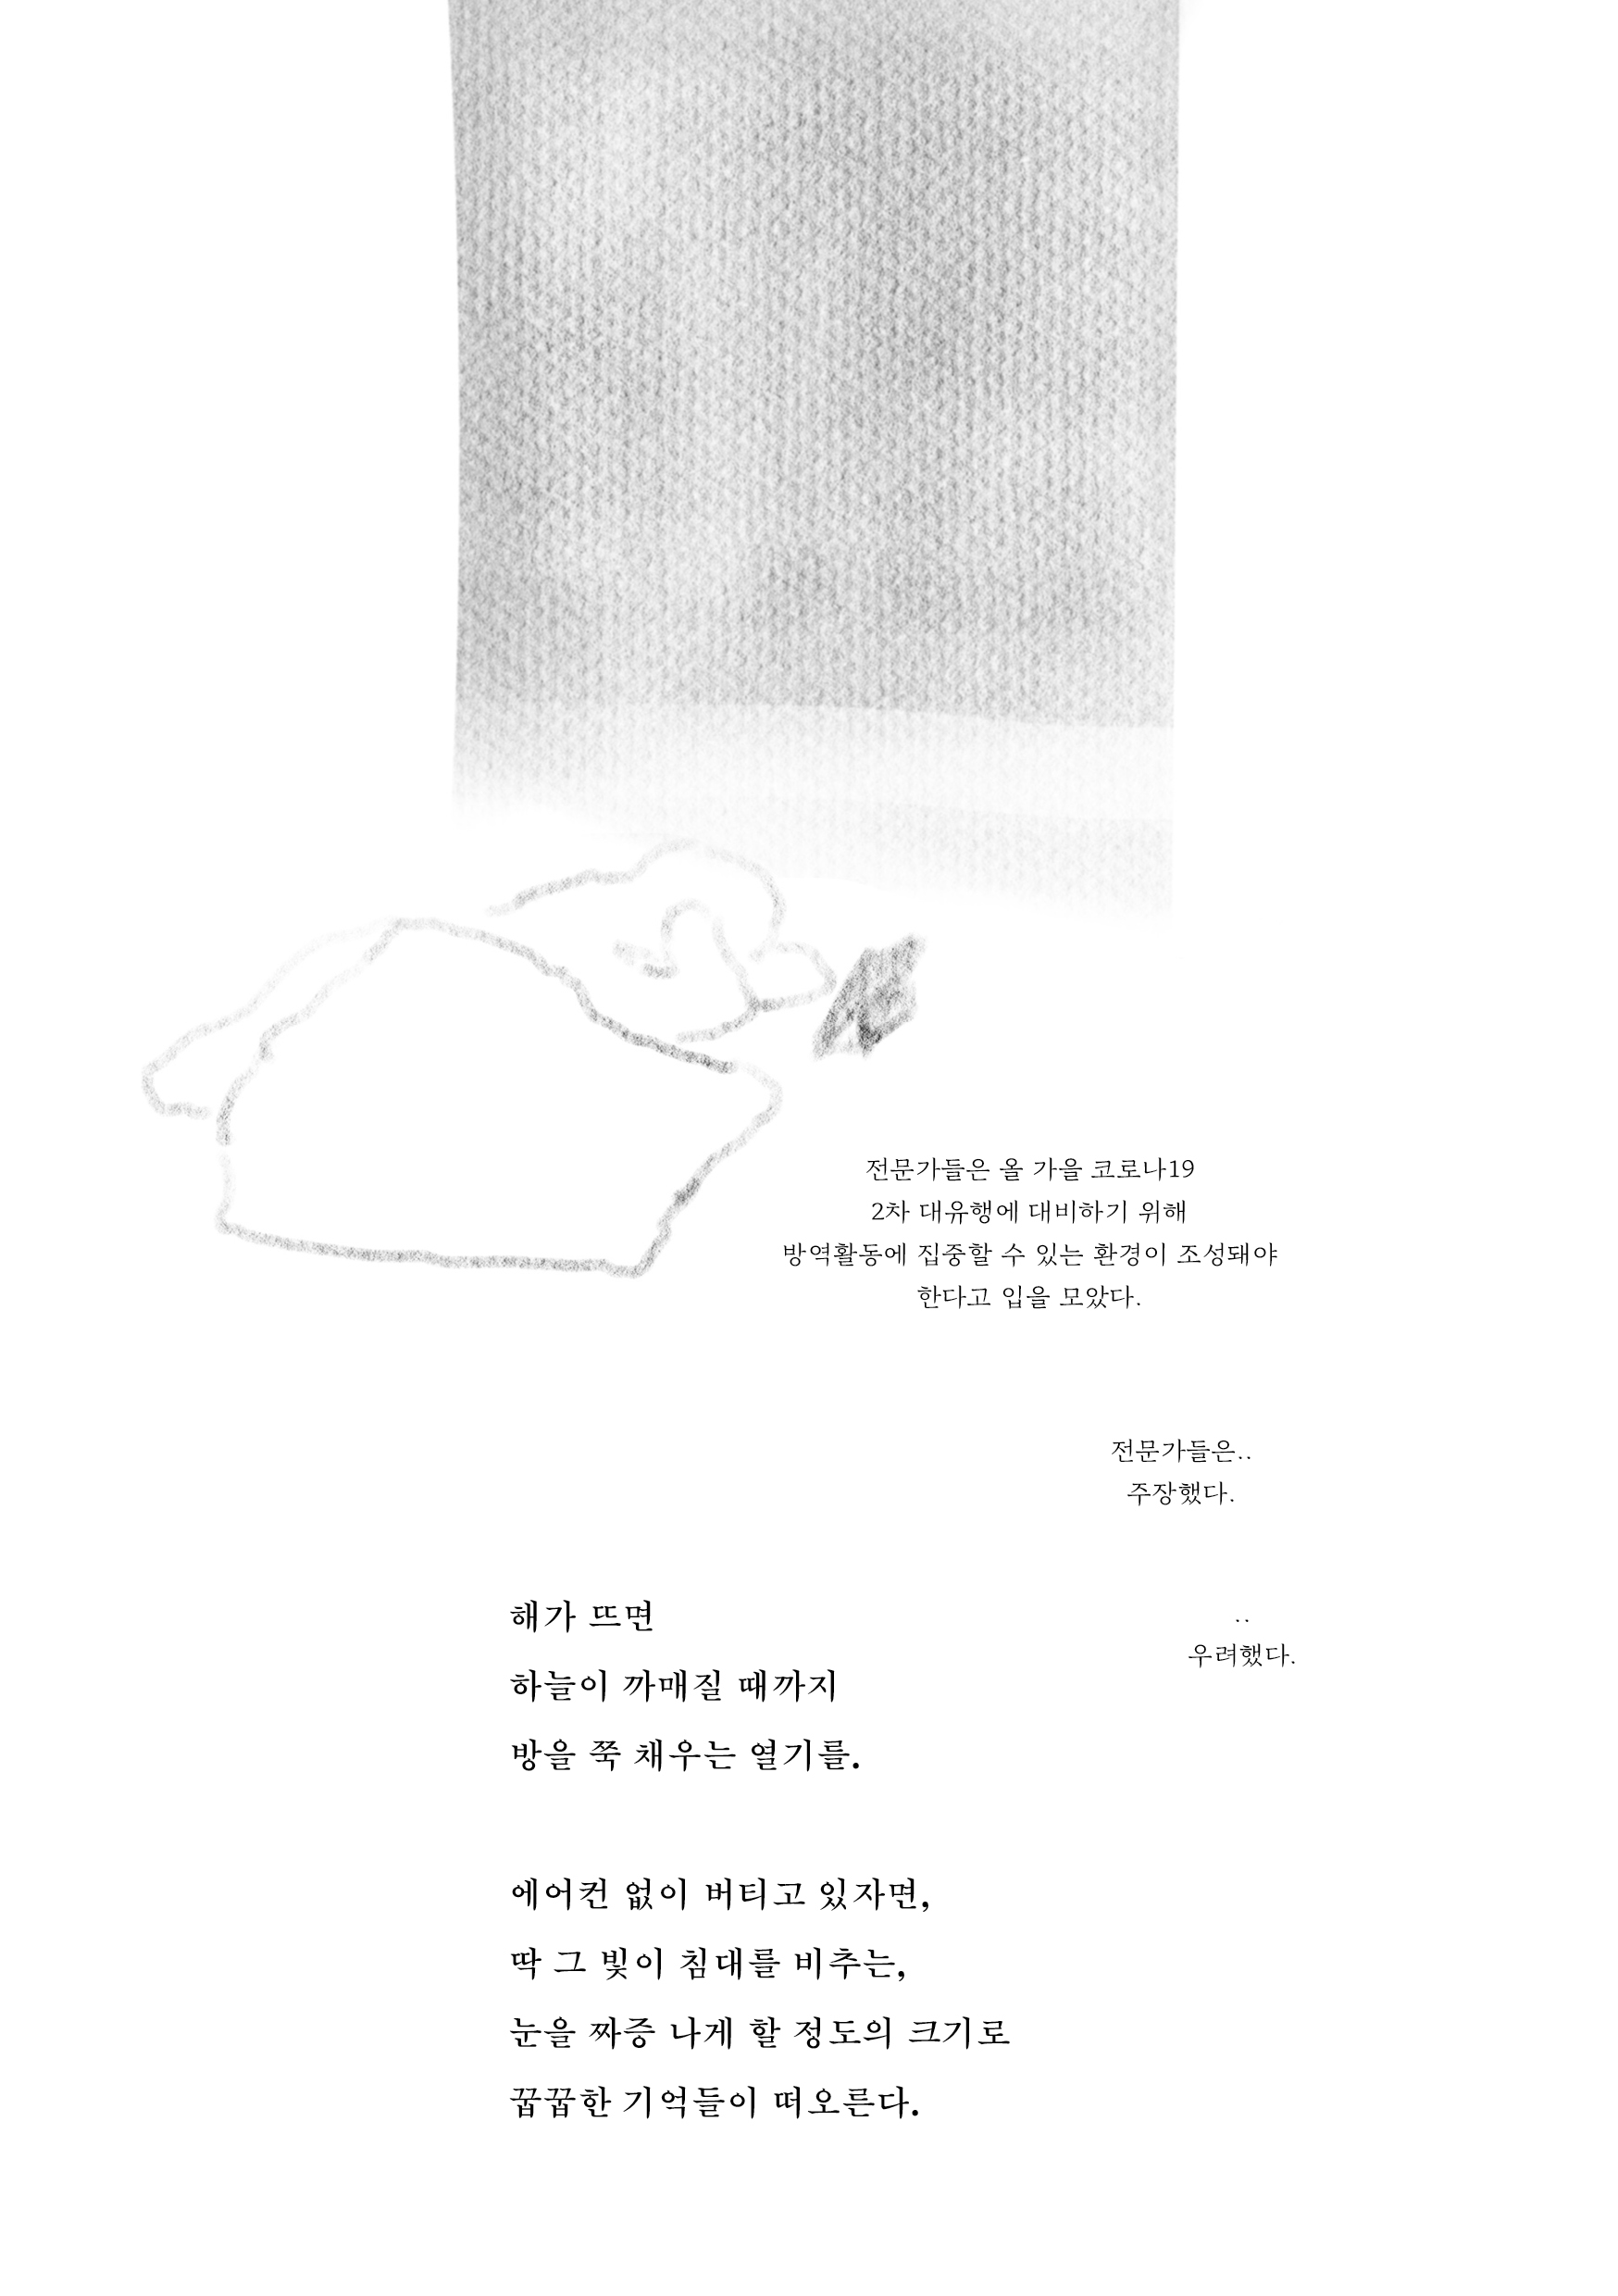 전문가들은 올 가을 코로나19
2차 대유행에 대비하기 위해
방역활동에 집중할 수 있는 환경이 조성돼야
한다고 입을 모았다.
전문가들은..
주장했다.
..
우려했다.
해가 뜨면
하늘이 까매질 때까지
방을 쭉 채우는 열기를.
에어컨 없이 버티고 있자면,
딱 그 빛이 침대를 비추는,
눈을 짜증 나게 할 정도의 크기로
꿉꿉한 기억들이 떠오른다.